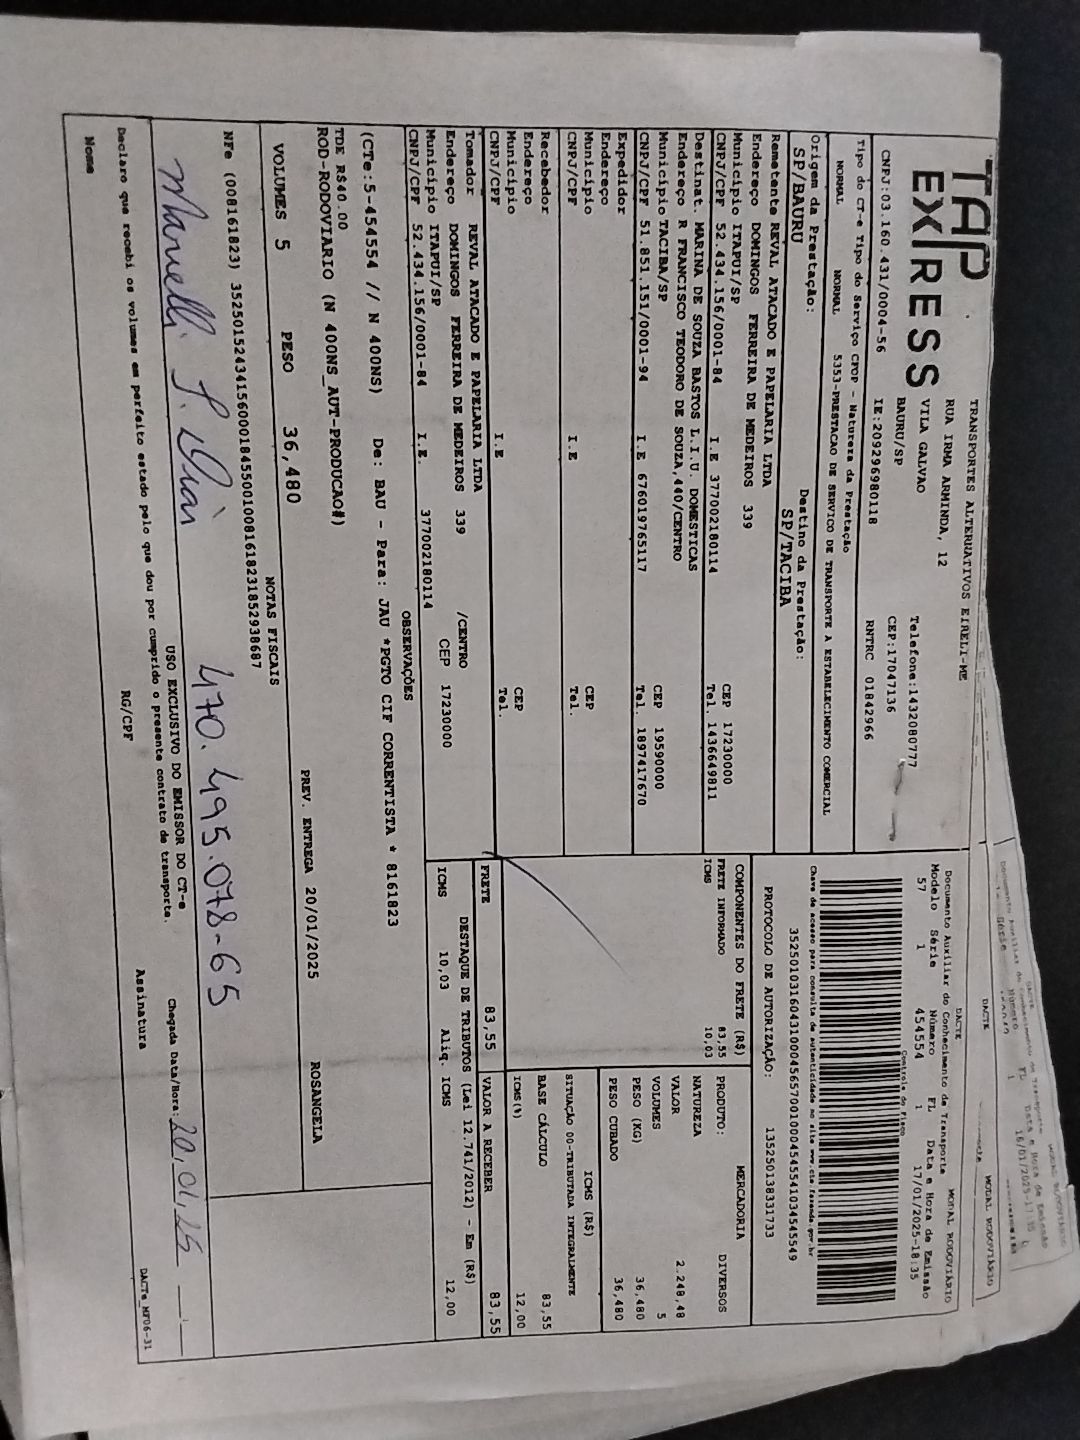 TAP
EXPRESS
TRANSPORTES ALTERNATIVOS EIRELI-ME
RUA IRMA ARMINDA, 12
VILA GALVAO
BAURU/SP
Telefone:1432080777
CEP:17047136
CNPJ:03.160.431/0004-56 IE:209296980118 RNTRC 01842966
Tipo do CT-e Tipo do Serviço CFOP - Natureza da Prestação
NORMAL NORMAL 5353-PRESTACAO DE SERVICO DE TRANSPORTE A ESTABELECIMENTO COMERCIAL
Origem da Prestação: Destino da Prestação:
SP/BAURU SP/TACIBA
DACTE MODAL RODOVIÁRIO
Documento Auxiliar do Conhecimento de Transporte
Modelo Série Número FL Data e Hora de Emissão
57 1 454554 1 17/01/2025-18:35
Controle do Fisco
Chave de acesso para consulta de autenticidade no site www.cte.fazenda.gov.br
35250103160431000456570010004545541034545549
PROTOCOLO DE AUTORIZAÇÃO: 135250138331733
Remetente REVAL ATACADO E PAPELARIA LTDA
Endereço DOMINGOS FERREIRA DE MEDEIROS 339
Município ITAPUI/SP CEP 17230000
CNPJ/CPF 52.434.156/0001-84 I.E 377002180114 Tel. 1436649811
Destinat. MARINA DE SOUZA BASTOS L.I.U. DOMESTICAS
Endereço R FRANCISCO TEODORO DE SOUZA,440/CENTRO
Município TACIBA/SP CEP 19590000
CNPJ/CPF 51.851.151/0001-94 I.E 676019765117 Tel. 1897417670
Expedidor
Endereço
Município CEP
CNPJ/CPF I.E Tel.
Recebedor
Endereço
Município CEP
CNPJ/CPF I.E Tel.
Tomador REVAL ATACADO E PAPELARIA LTDA
Endereço DOMINGOS FERREIRA DE MEDEIROS 339 /CENTRO
Município ITAPUI/SP CEP 17230000
CNPJ/CPF 52.434.156/0001-84 I.E. 377002180114
COMPONENTES DO FRETE (R$)
FRETE INFORMADO 83,55
ICMS 10,03
PRODUTO: MERCADORIA
NATUREZA DIVERSOS
VALOR 2.248,48
VOLUMES 5
PESO (KG) 36,480
PESO CUBADO 36,480
ICMS (R$)
SITUAÇÃO 00-TRIBUTADA INTEGRALMENTE
BASE CÁLCULO 83,55
ICMS(%) 12,00
FRETE 83,55 VALOR A RECEBER 83,55
DESTAQUE DE TRIBUTOS (Lei 12.741/2012) - Em (R$)
ICMS 10,03 Aliq. ICMS 12,00
OBSERVAÇÕES
(CTe:5-454554 // N 400NS) De: BAU - Para: JAU *PGTO CIF CORRENTISTA * 8161823
TDE R$40.00
ROD-RODOVIARIO (N 400NS_AUT-PRODUCAO#)
VOLUMES 5 PESO 36,480 PREV. ENTREGA 20/01/2025 ROSANGELA
NOTAS FISCAIS
NFe (008161823) 35250152434156000184550010081618231852938687
USO EXCLUSIVO DO EMISSOR DO CT-e
470.495.078-65
Declaro que recebi os volumes em perfeito estado pelo que dou por cumprido o presente contrato de transporte. Chegada Data/Hora: 20.01.25
Nome RG/CPF Assinatura
DACTe_MF06-31